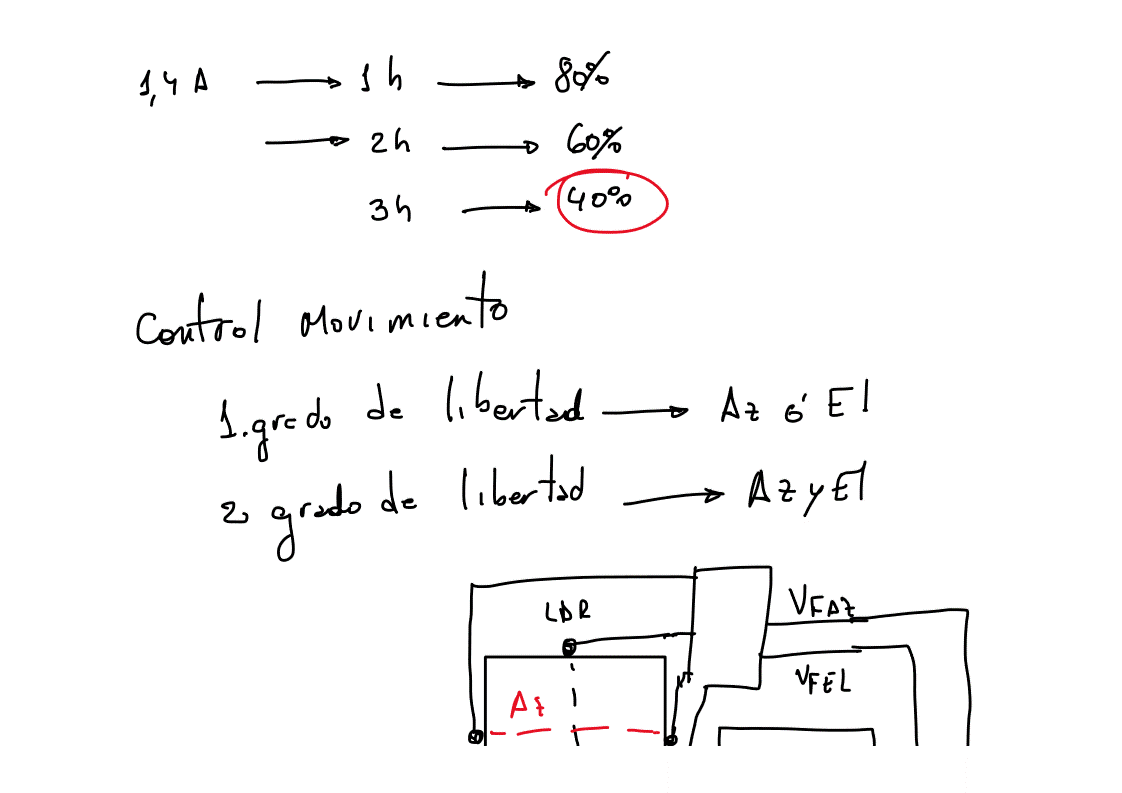 1,4 A → 1 h → 80%
→ 2h → 60%
3h → 40%
Control Movimiento
1. grado de libertad → Az ó El
2 grado de libertad → Az y El
LDR
VFAZ
VFEL
Az